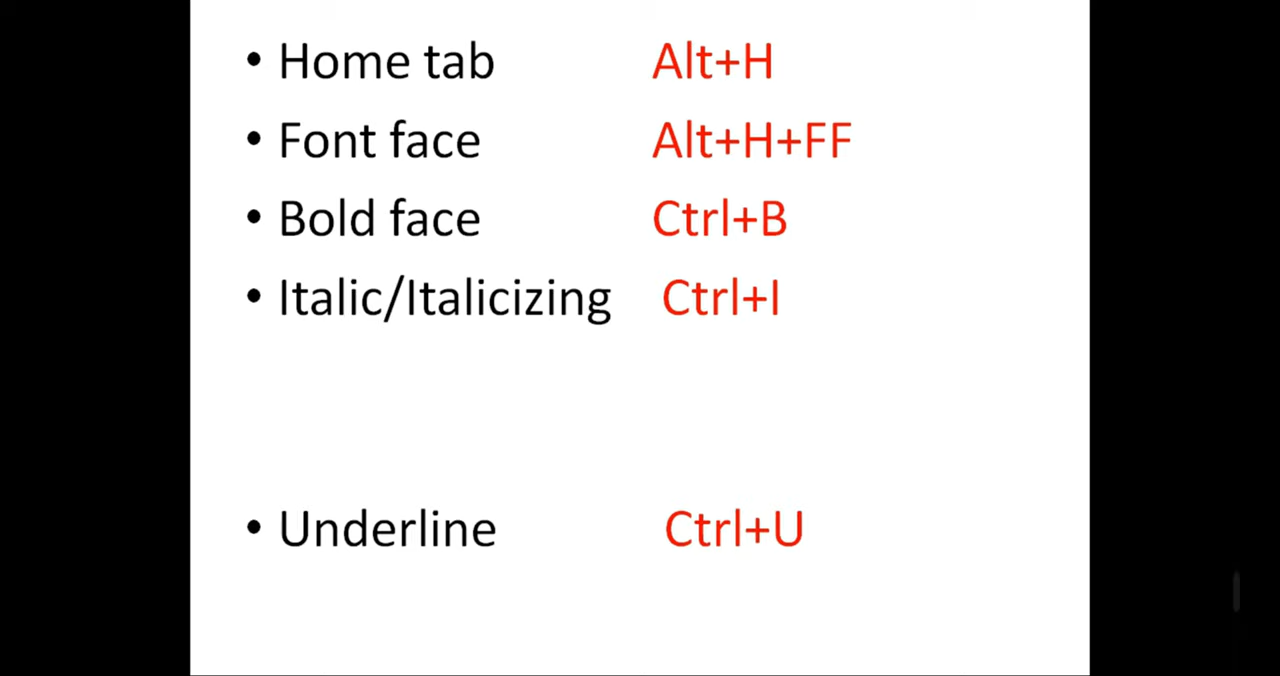 • Home tab Alt+H
• Font face Alt+H+FF
• Bold face Ctrl+B
• Italic/Italicizing Ctrl+I
• Underline Ctrl+U